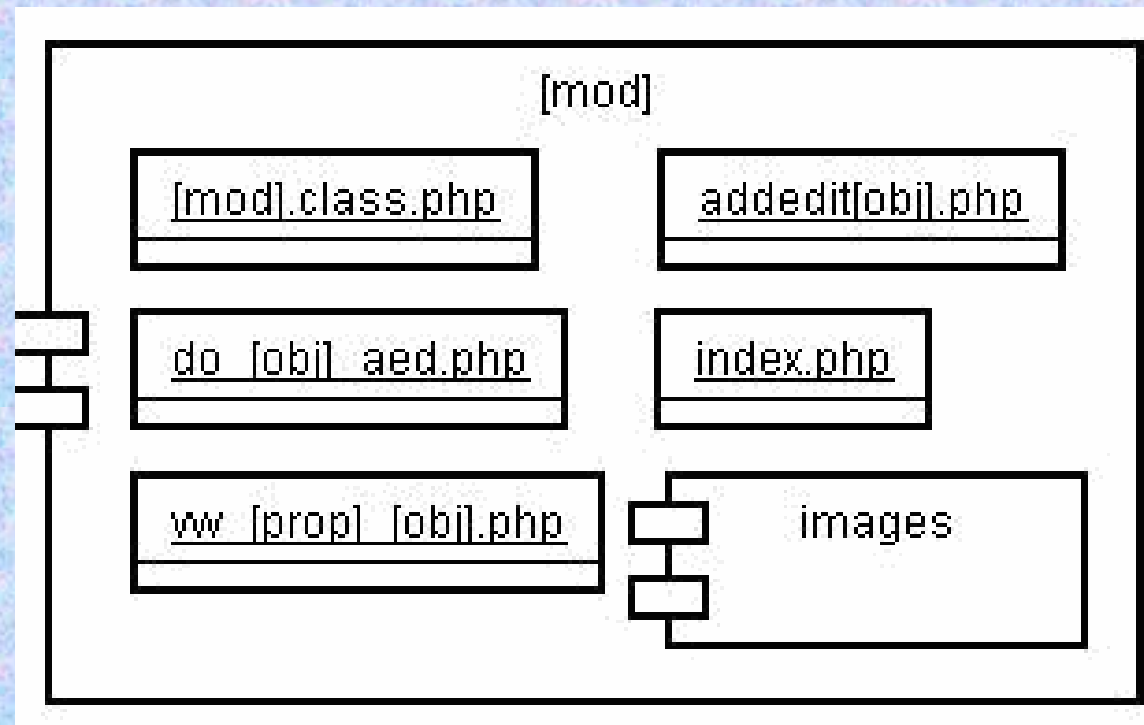 [mod]
[mod].class.php
addedit[obj].php
do_[obj]_aed.php
index.php
vw_[prop]_[obj].php
images